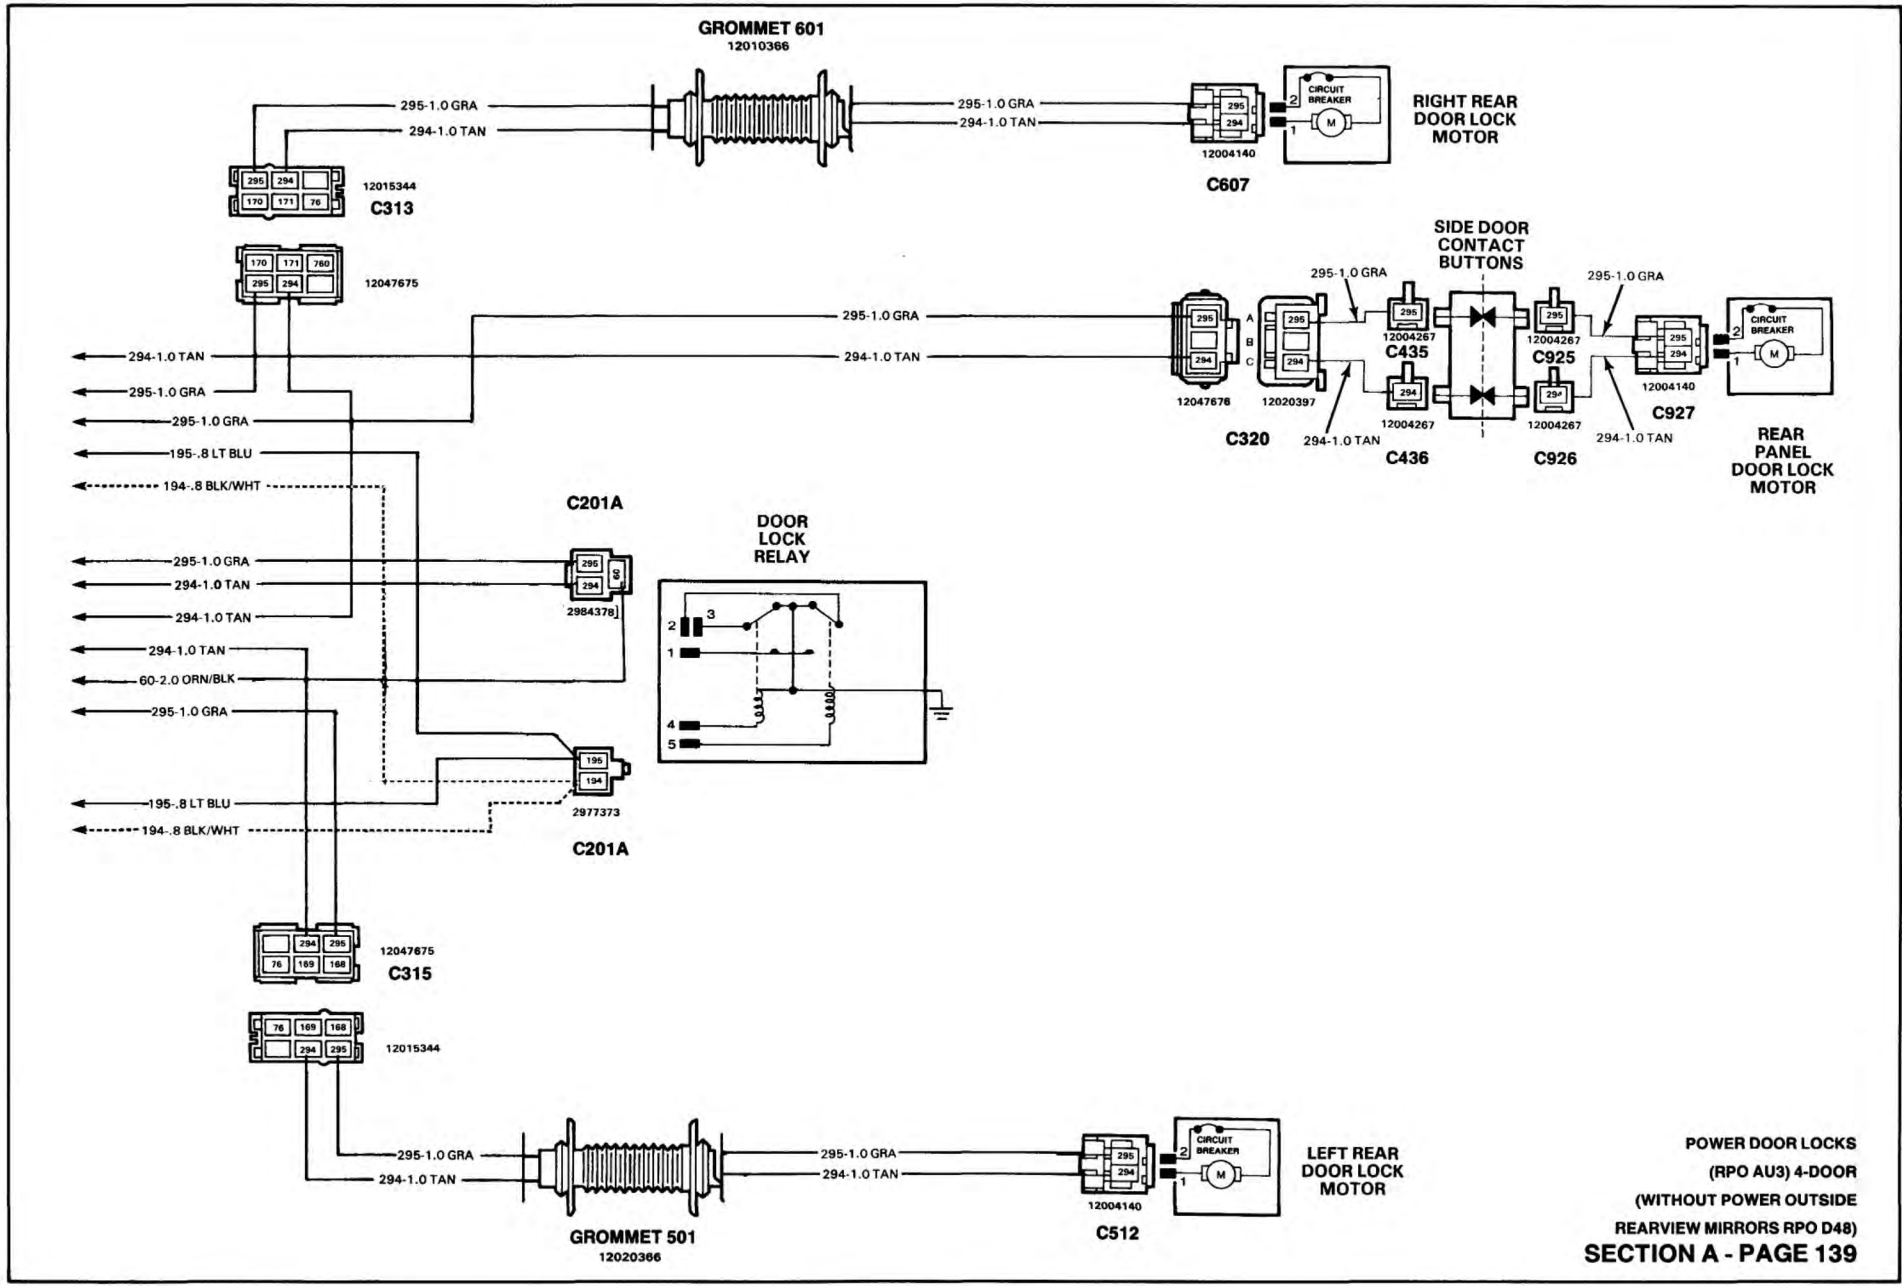 GROMMET 601
12010366
295-1.0 GRA
294-1.0 TAN
295-1.0 GRA
294-1.0 TAN
295
294
12004140
C607
2
1
CIRCUIT
BREAKER
M
RIGHT REAR
DOOR LOCK
MOTOR
295 294
170 171 76
12015344
C313
170 171 760
295 294
12047675
SIDE DOOR
CONTACT
BUTTONS
295-1.0 GRA
294-1.0 TAN
295-1.0 GRA
294-1.0 TAN
295
294
12047676
A
B
C
295
294
12020397
C320
295-1.0 GRA
294-1.0 TAN
295
12004267
C435
294
12004267
C436
295
12004267
C925
294
12004267
C926
295-1.0 GRA
294-1.0 TAN
295
294
12004140
C927
2
1
CIRCUIT
BREAKER
M
REAR
PANEL
DOOR LOCK
MOTOR
295-1.0 GRA
295-1.0 GRA
195-.8 LT BLU
194-.8 BLK/WHT
C201A
295-1.0 GRA
294-1.0 TAN
295
294
60
2984378
294-1.0 TAN
294-1.0 TAN
60-2.0 ORN/BLK
295-1.0 GRA
DOOR
LOCK
RELAY
2
3
1
4
5
195
194
2977373
C201A
195-.8 LT BLU
194-.8 BLK/WHT
294 295
76 169 168
12047675
C315
76 169 168
294 295
12015344
295-1.0 GRA
294-1.0 TAN
GROMMET 501
12020366
295-1.0 GRA
294-1.0 TAN
295
294
12004140
C512
2
1
CIRCUIT
BREAKER
M
LEFT REAR
DOOR LOCK
MOTOR
POWER DOOR LOCKS
(RPO AU3) 4-DOOR
(WITHOUT POWER OUTSIDE
REARVIEW MIRRORS RPO D48)
SECTION A - PAGE 139